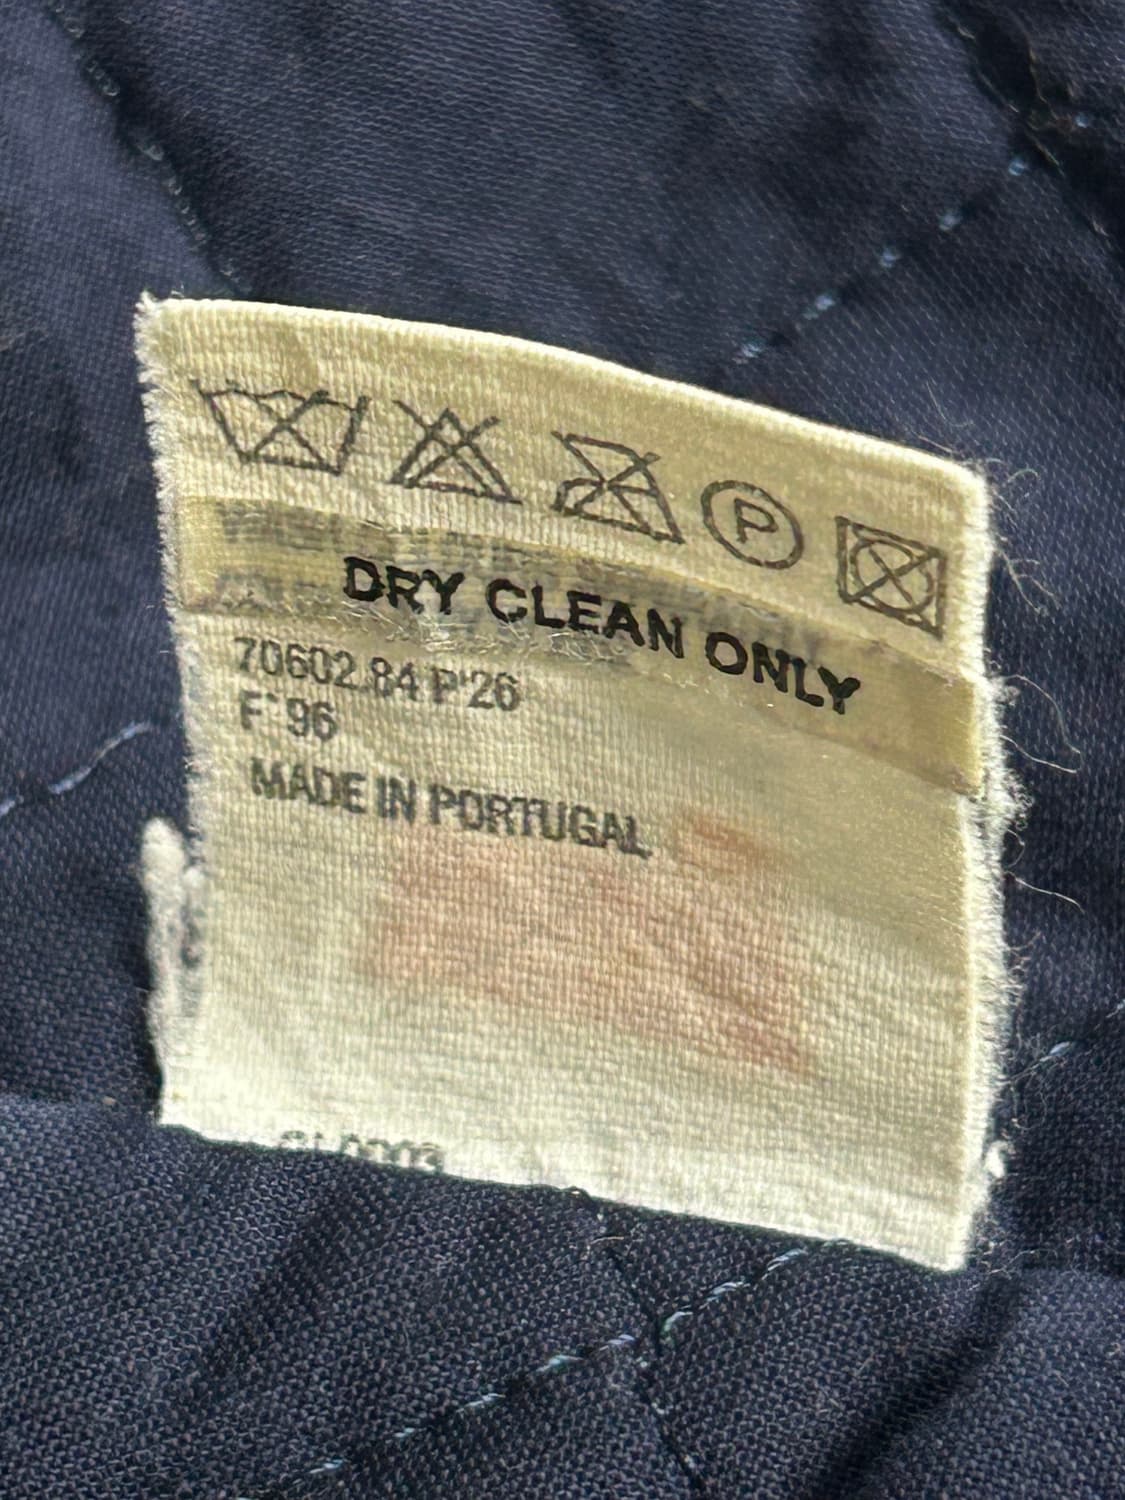 P
DRY CLEAN ONLY
70602.84 P'26
F' 96
MADE IN PORTUGAL